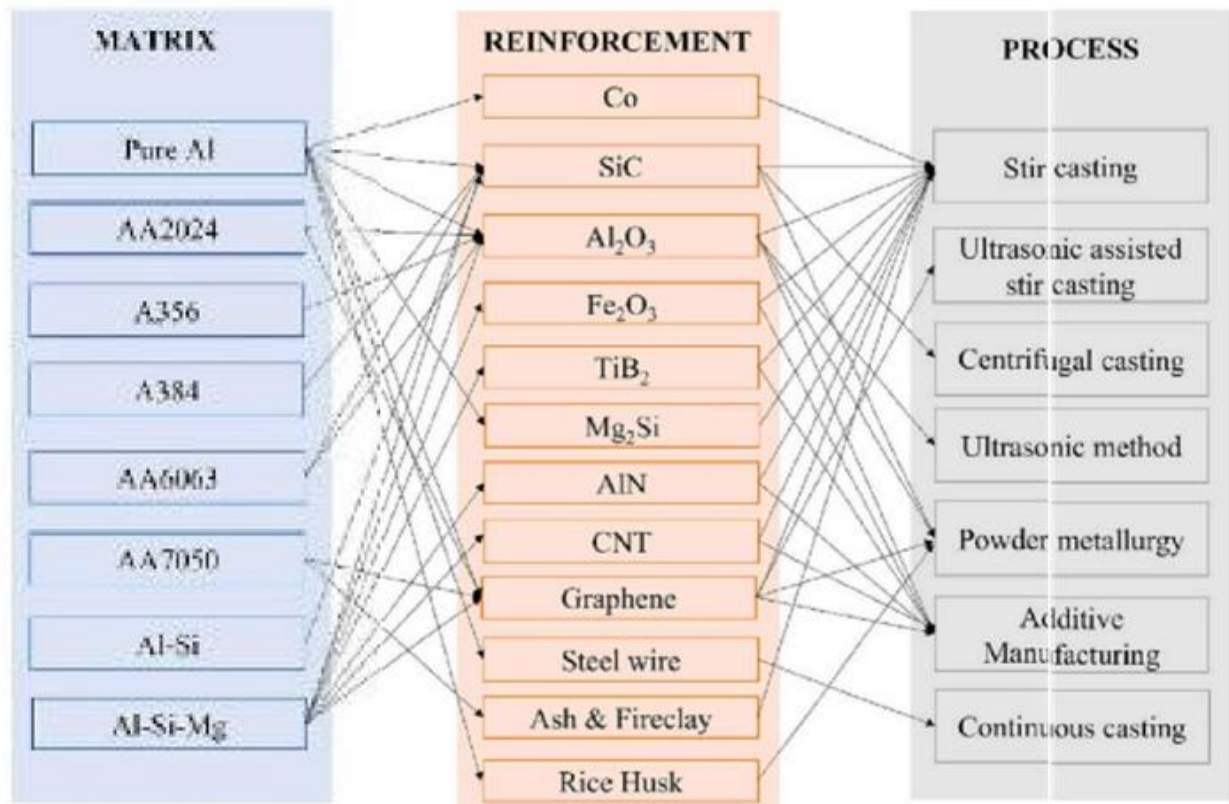 MATRIX
Pure Al
AA2024
A356
A384
AA6063
AA7050
Al-Si
Al-Si-Mg
REINFORCEMENT
Co
SiC
Al₂O₃
Fe₂O₃
TiB₂
Mg₂Si
AlN
CNT
Graphene
Steel wire
Ash & Fireclay
Rice Husk
PROCESS
Stir casting
Ultrasonic assisted
stir casting
Centrifugal casting
Ultrasonic method
Powder metallurgy
Additive
Manufacturing
Continuous casting